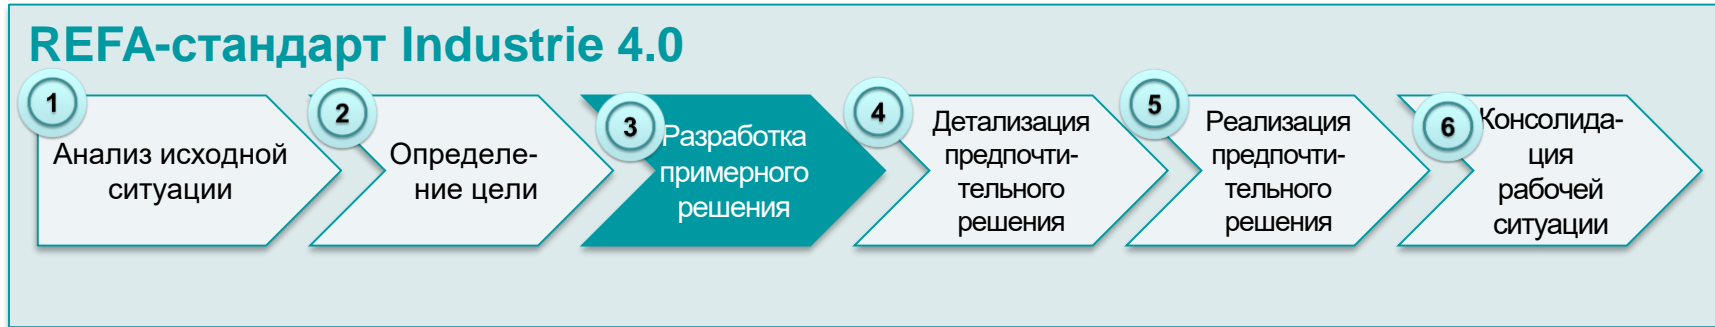 REFA-стандарт Industrie 4.0
1
Анализ исходной
ситуации
2
Определе-
ние цели
3
Разработка
примерного
решения
4
Детализация
предпочти-
тельного
решения
5
Реализация
предпочти-
тельного
решения
6
Консолида-
ция
рабочей
ситуации